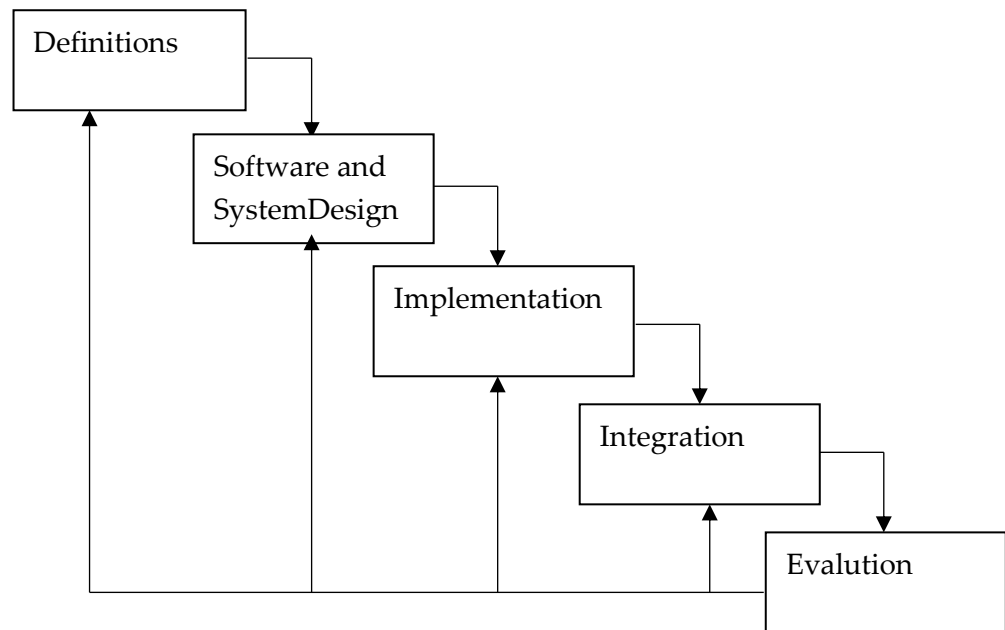 Definitions
Software and
SystemDesign
Implementation
Integration
Evalution